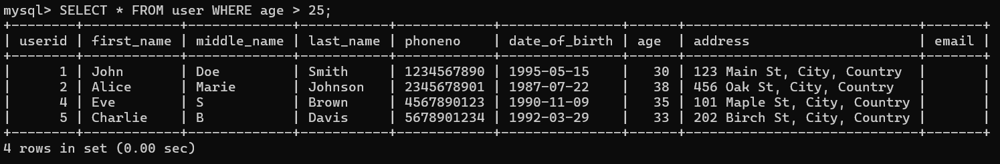 mysql> SELECT * FROM user WHERE age > 25;
+--------+------------+-------------+-----------+------------+---------------+------+-----------------------------+-------+
| userid | first_name | middle_name | last_name | phoneno    | date_of_birth | age  | address                     | email |
+--------+------------+-------------+-----------+------------+---------------+------+-----------------------------+-------+
|      1 | John       | Doe         | Smith     | 1234567890 | 1995-05-15    |   30 | 123 Main St, City, Country  |       |
|      2 | Alice      | Marie       | Johnson   | 2345678901 | 1987-07-22    |   38 | 456 Oak St, City, Country   |       |
|      4 | Eve        | S           | Brown     | 4567890123 | 1990-11-09    |   35 | 101 Maple St, City, Country |       |
|      5 | Charlie    | B           | Davis     | 5678901234 | 1992-03-29    |   33 | 202 Birch St, City, Country |       |
+--------+------------+-------------+-----------+------------+---------------+------+-----------------------------+-------+
4 rows in set (0.00 sec)